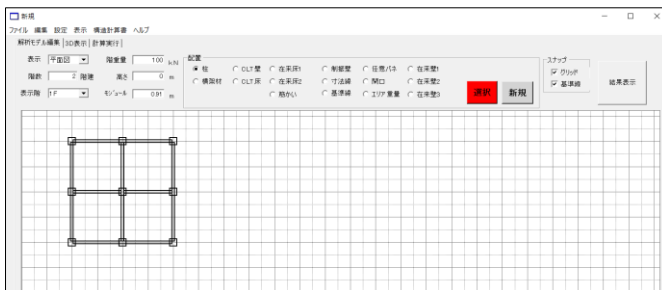 新規
ファイル 編集 設定 表示 構造計算書 ヘルプ
解析モデル編集 3D表示 計算実行
表示 平面図 階重量 100 kN
階数 2 階建 高さ 0 m
表示階 1F モジュール 0.91 m
配置
柱 CLT壁 在来床1 制振壁 任意バネ 在来壁1
横架材 CLT床 在来床2 寸法線 開口 在来壁2
筋かい 基準線 エリア重量 在来壁3
選択 新規
スナップ
グリッド
基準線
結果表示